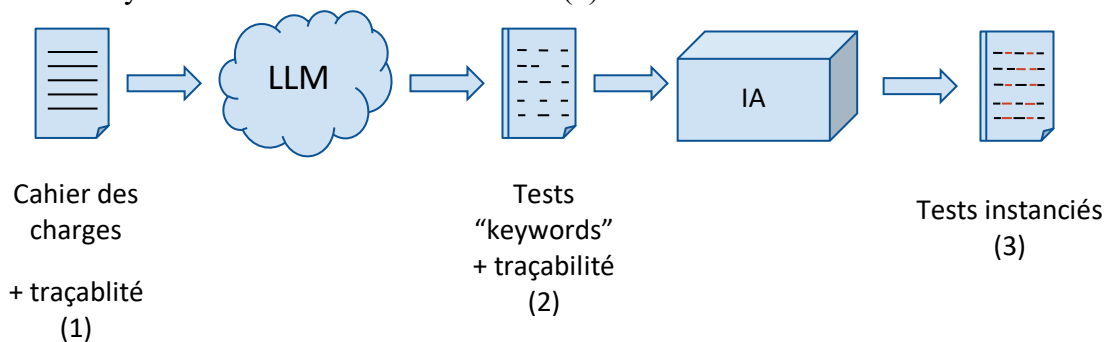 LLM
IA
Cahier des
charges
+ traçablité
(1)
Tests
“keywords”
+ traçabilité
(2)
Tests instanciés
(3)